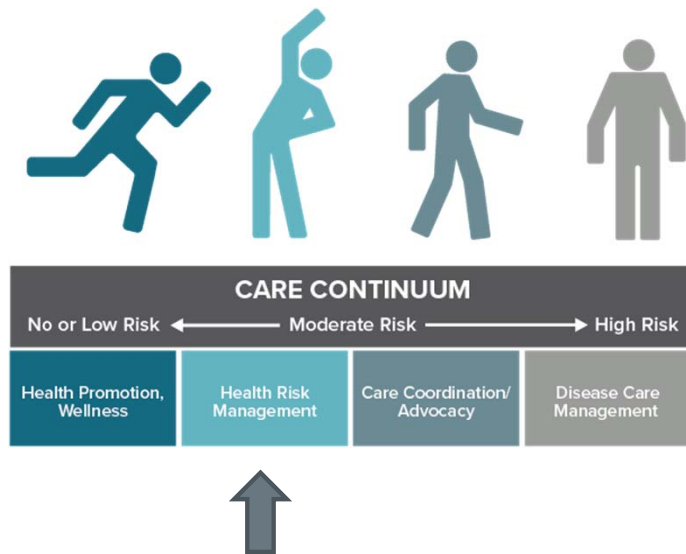 CARE CONTINUUM
No or Low Risk Moderate Risk High Risk
Health Promotion,
Wellness
Health Risk
Management
Care Coordination/
Advocacy
Disease Care
Management